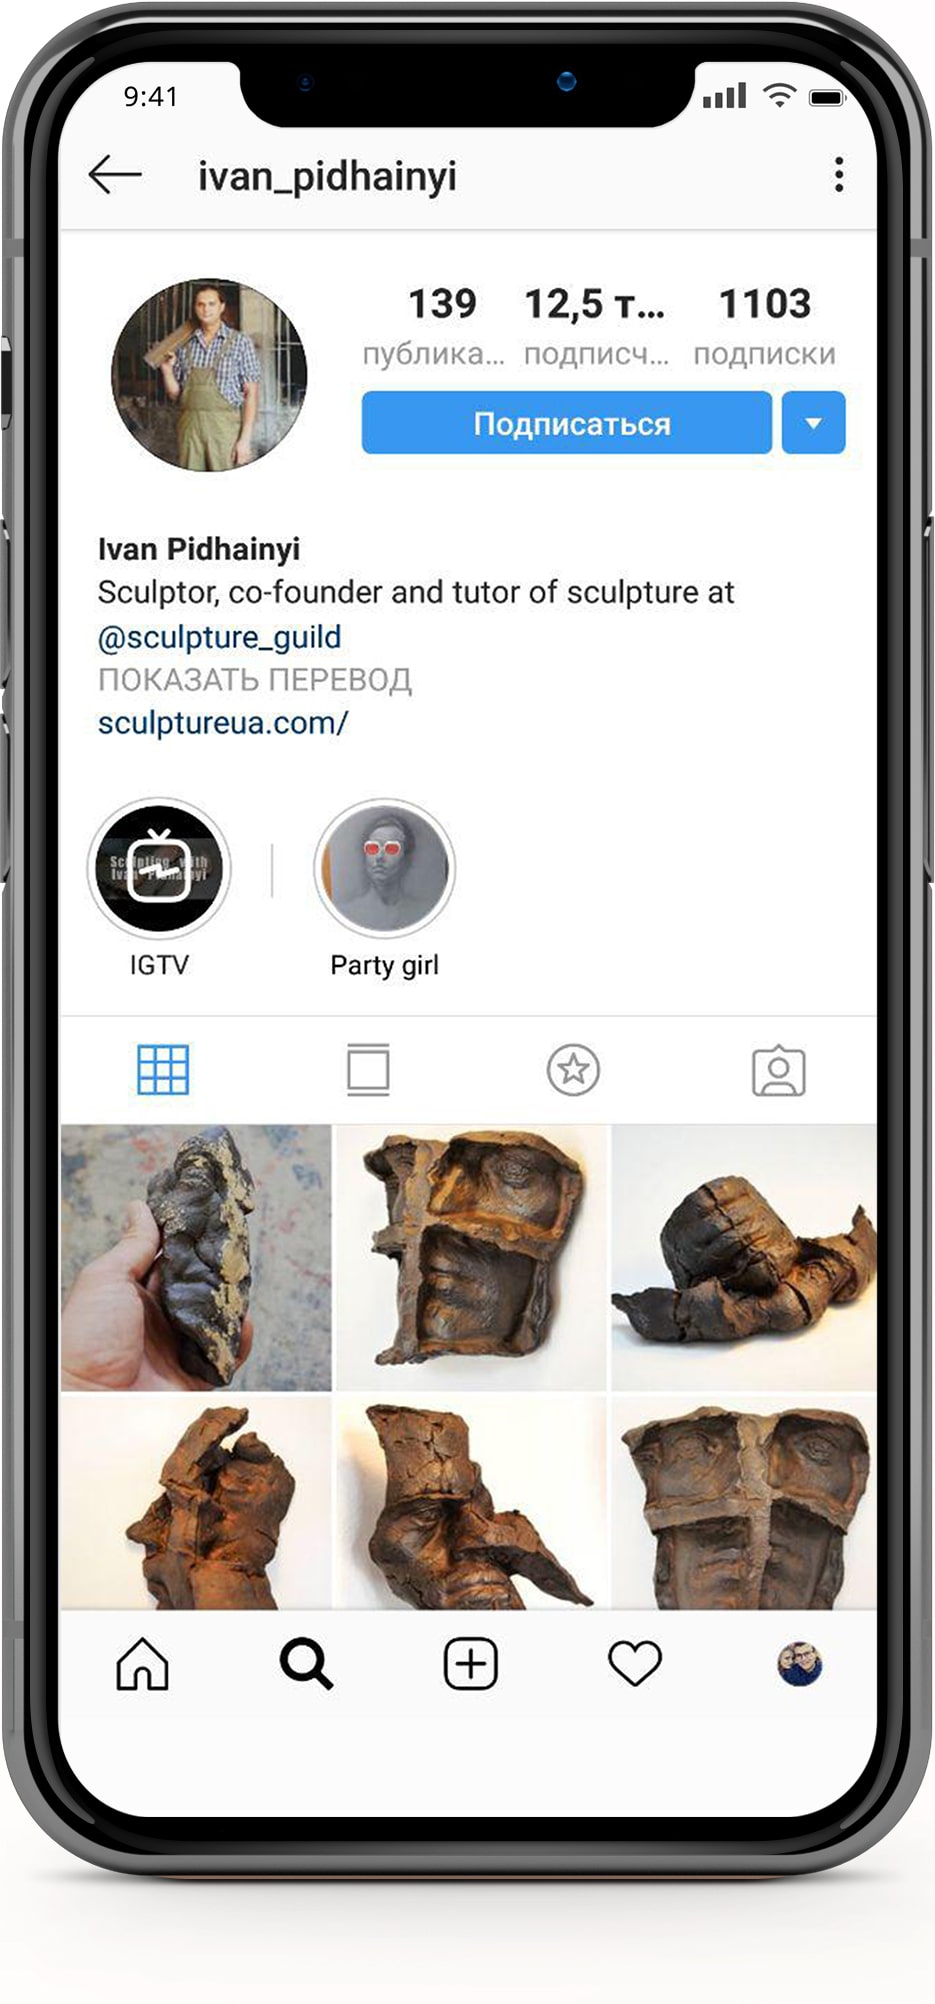 9:41
ivan_pidhainyi
139 12,5 т... 1103
публика... подписч... подписки
Подписаться
Ivan Pidhainyi
Sculptor, co-founder and tutor of sculpture at
@sculpture_guild
ПОКАЗАТЬ ПЕРЕВОД
sculptureua.com/
Sculpting with
Ivan Pidhainyi
IGTV
Party girl